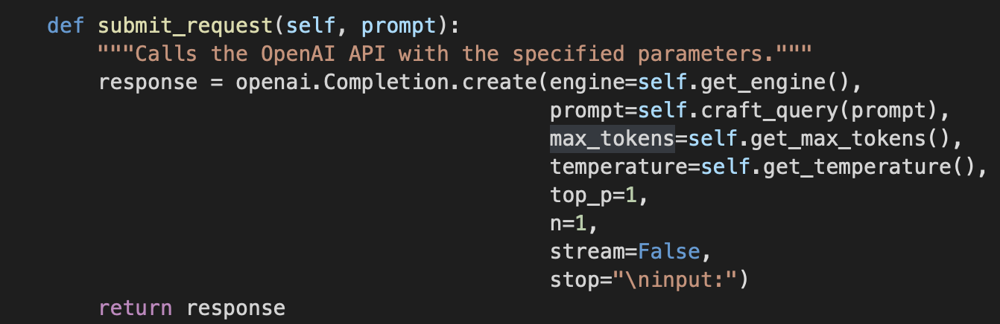 def submit_request(self, prompt):
"""Calls the OpenAI API with the specified parameters."""
response = openai.Completion.create(engine=self.get_engine(),
prompt=self.craft_query(prompt),
max_tokens=self.get_max_tokens(),
temperature=self.get_temperature(),
top_p=1,
n=1,
stream=False,
stop="\ninput:")
return response